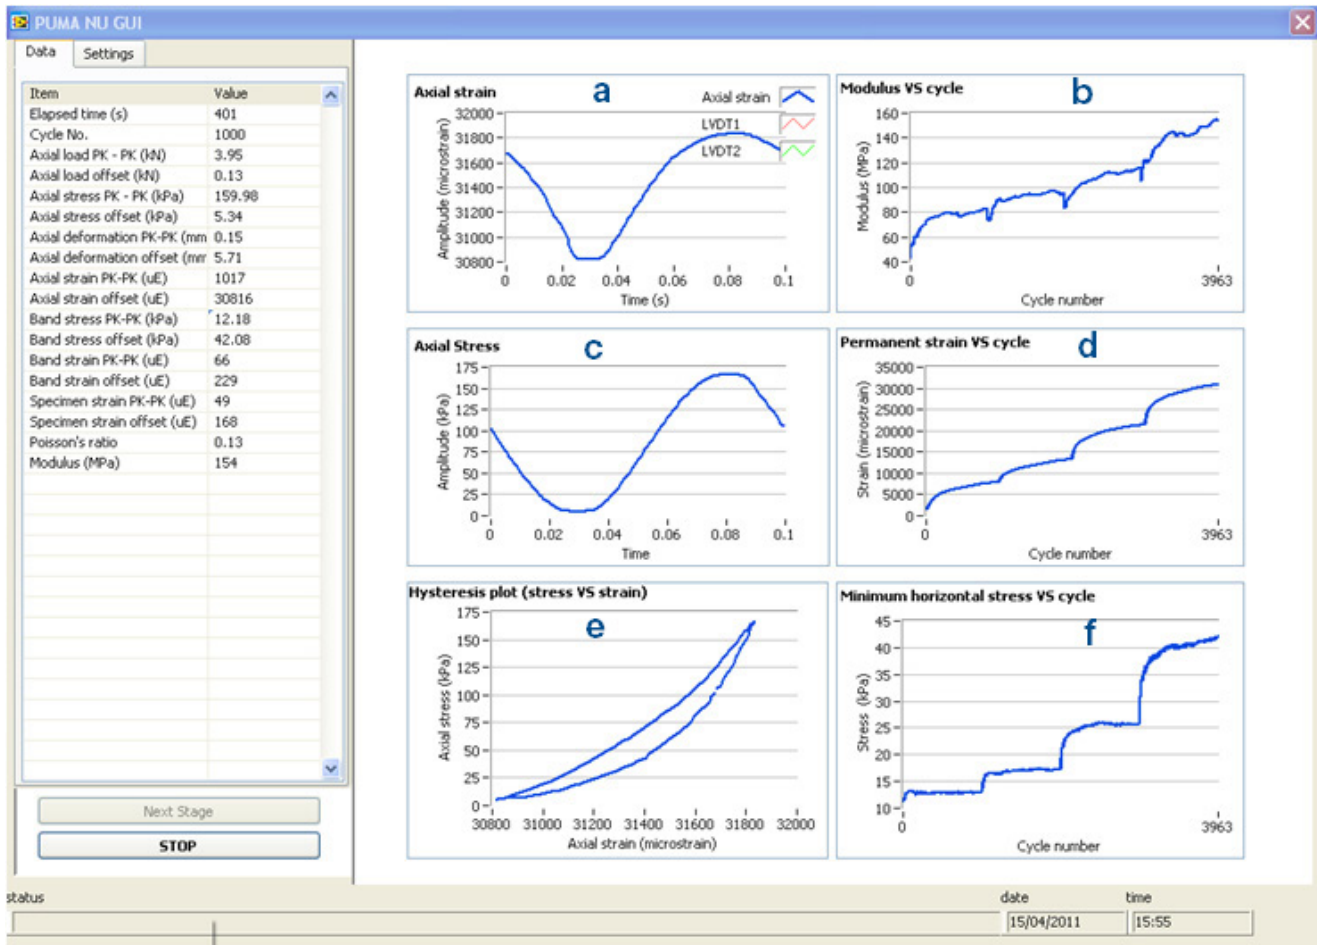 PUMA NU GUI
Data Settings
Item Value
Elapsed time (s) 401
Cycle No. 1000
Axial load PK - PK (kN) 3.95
Axial load offset (kN) 0.13
Axial stress PK - PK (kPa) 159.98
Axial stress offset (kPa) 5.34
Axial deformation PK-PK (mm 0.15
Axial deformation offset (mm 5.71
Axial strain PK-PK (uE) 1017
Axial strain offset (uE) 30816
Band stress PK-PK (kPa) 12.18
Band stress offset (kPa) 42.08
Band strain PK-PK (uE) 66
Band strain offset (uE) 229
Specimen strain PK-PK (uE) 49
Specimen strain offset (uE) 168
Poisson's ratio 0.13
Modulus (MPa) 154
Next Stage
STOP
Axial strain
a
Axial strain
LVDT1
LVDT2
Amplitude (microstrain)
32000
31800
31600
31400
31200
31000
30800
0 0.02 0.04 0.06 0.08 0.1
Time (s)
Modulus VS cycle
b
Modulus (MPa)
160
140
120
100
80
60
40
0 3963
Cycle number
Axial Stress
c
Amplitude (kPa)
175
150
125
100
75
50
25
0
0 0.02 0.04 0.06 0.08 0.1
Time
Permanent strain VS cycle
d
Strain (microstrain)
35000
30000
25000
20000
15000
10000
5000
0
0 3963
Cycle number
Hysteresis plot (stress VS strain)
e
Axial stress (kPa)
175
150
125
100
75
50
25
0
30800 31000 31200 31400 31600 31800 32000
Axial strain (microstrain)
Minimum horizontal stress VS cycle
f
Stress (kPa)
45
40
35
30
25
20
15
10
0 3963
Cycle number
status
date time
15/04/2011 15:55